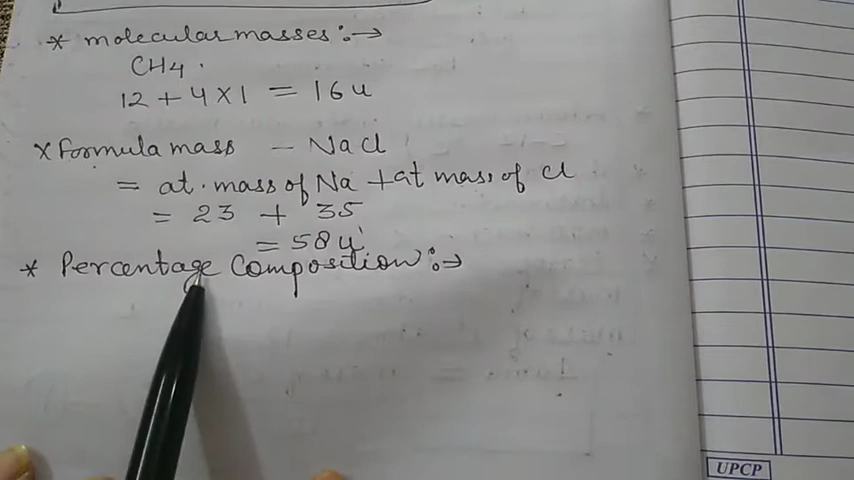 * molecular masses :→
CH4.
12 + 4 X 1 = 16 u
x formula mass - NaCl
= at. mass of Na + at mass of Cl
= 23 + 35
= 58 u
* Percentage Composition :→
UPCP